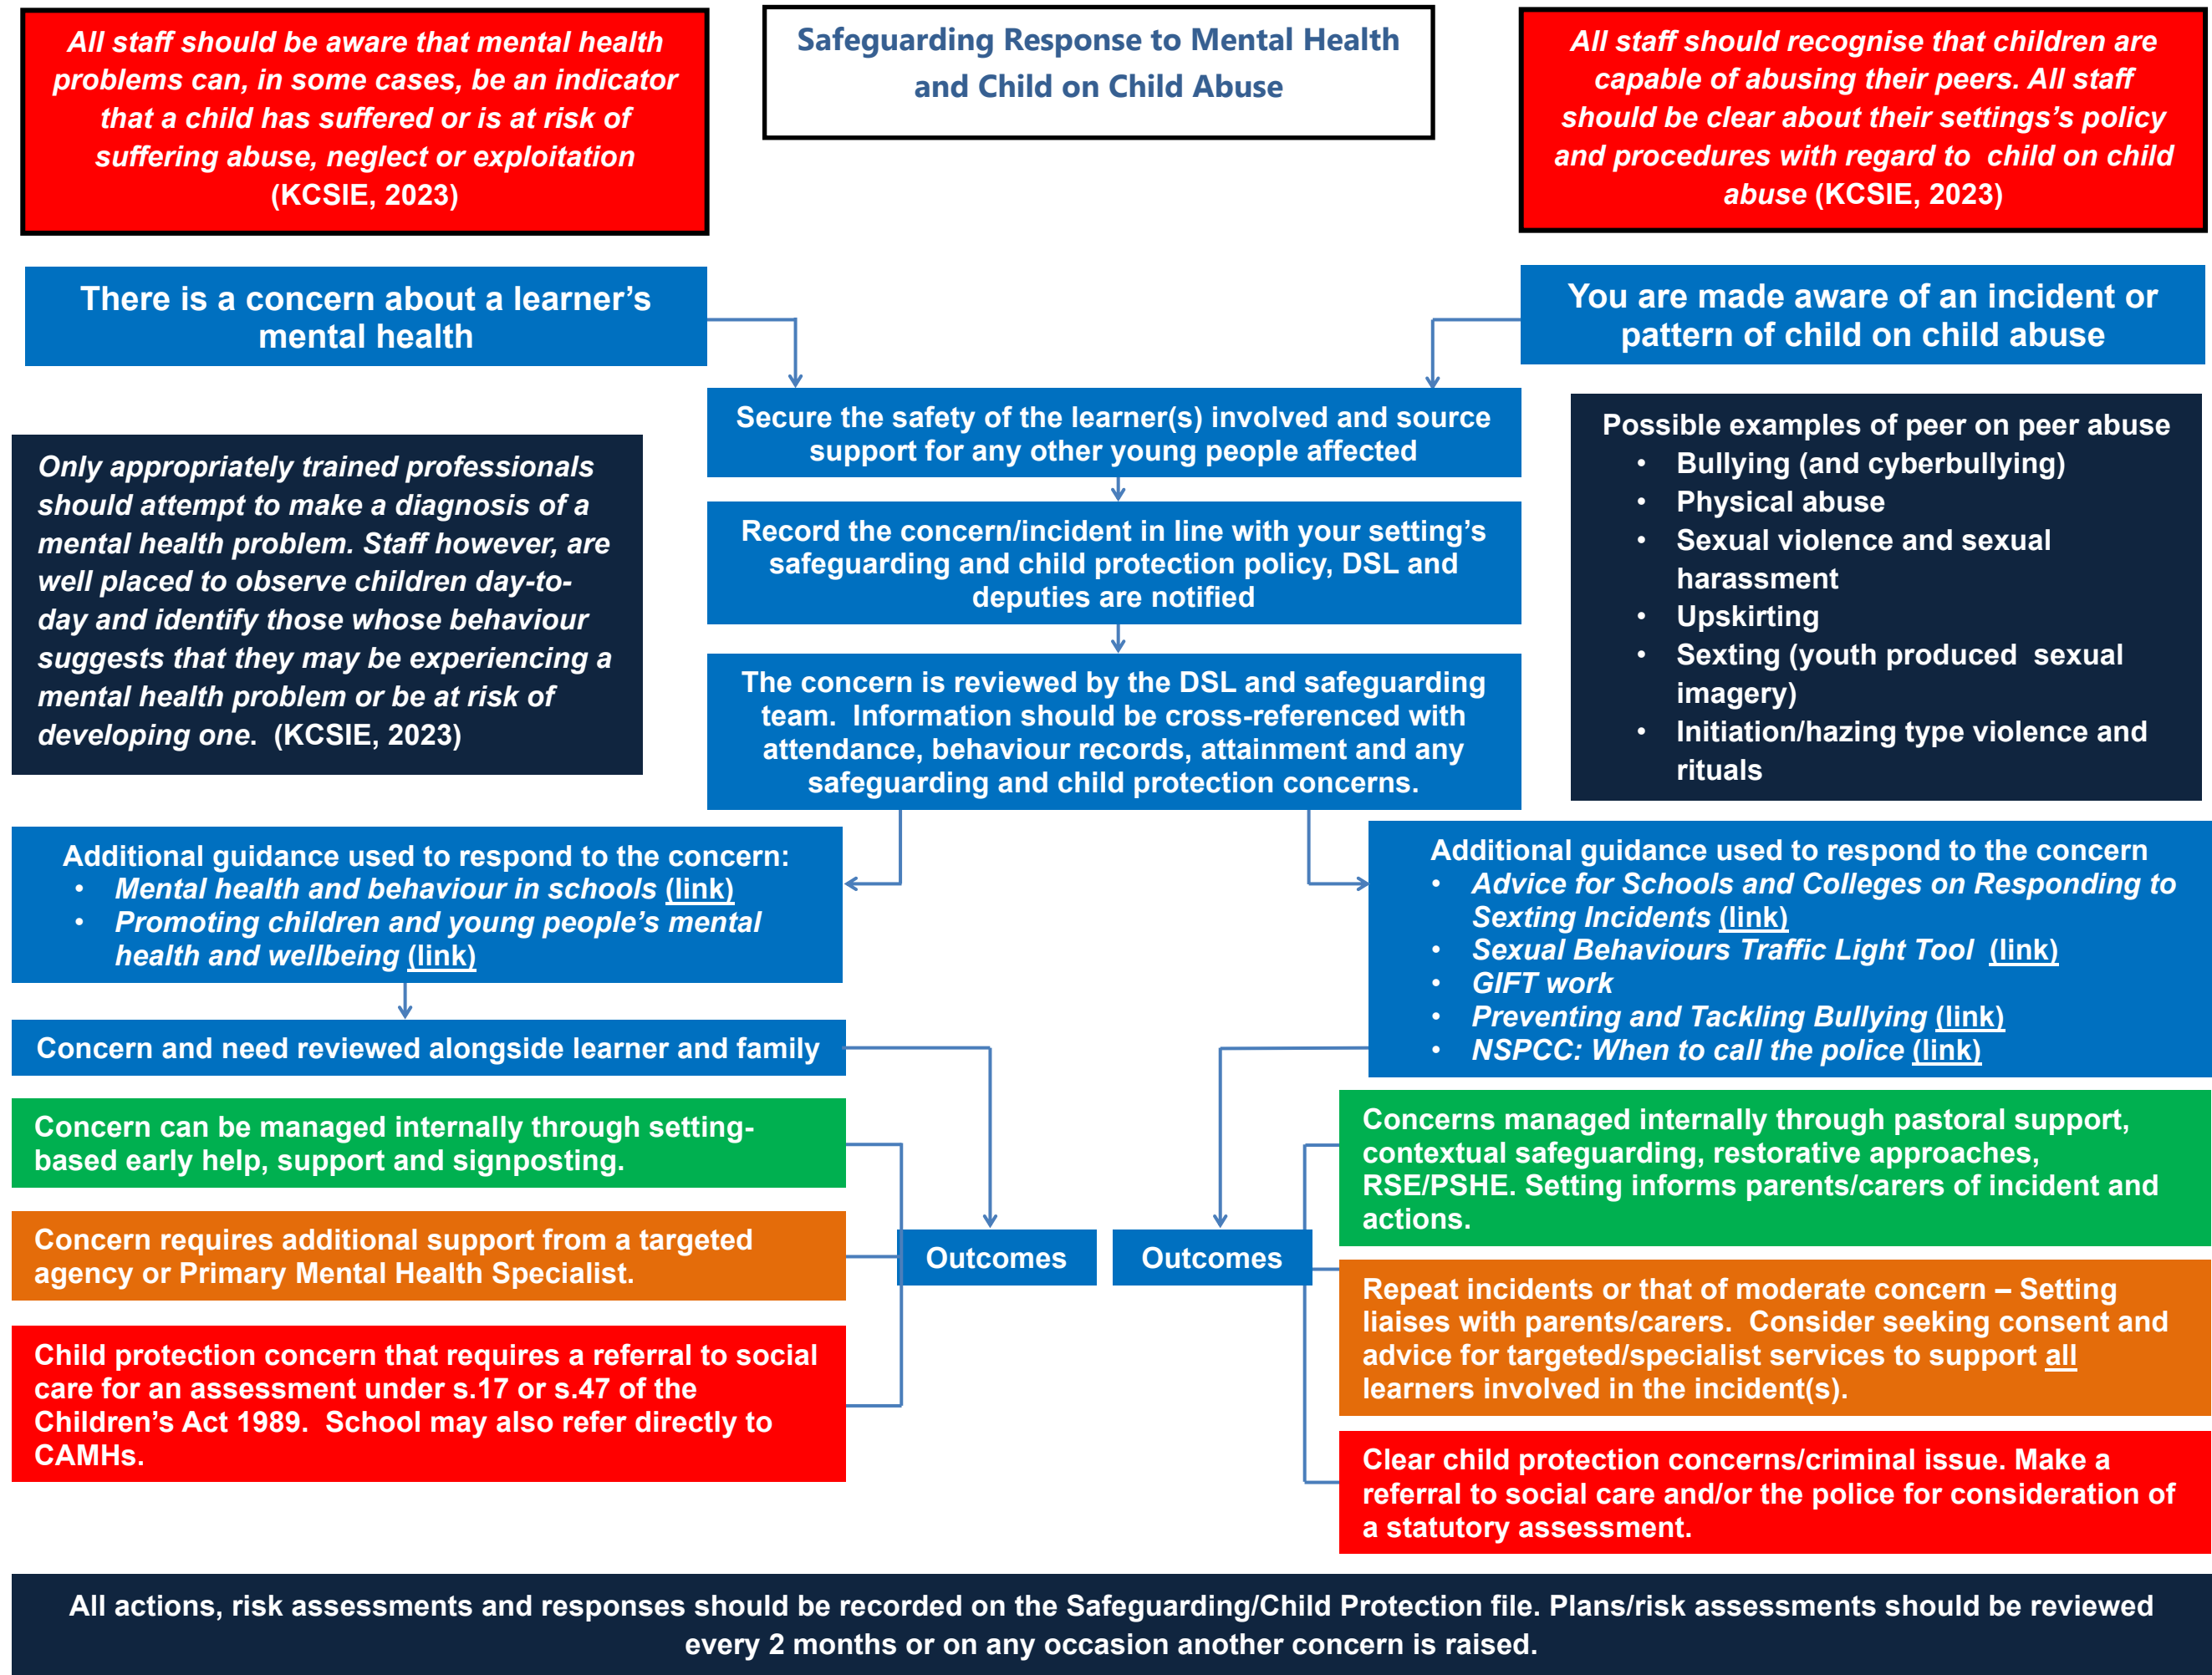 All staff should be aware that mental health
problems can, in some cases, be an indicator
that a child has suffered or is at risk of
suffering abuse, neglect or exploitation
(KCSIE, 2023)
Safeguarding Response to Mental Health
and Child on Child Abuse
All staff should recognise that children are
capable of abusing their peers. All staff
should be clear about their settings's policy
and procedures with regard to child on child
abuse (KCSIE, 2023)
There is a concern about a learner’s
mental health
You are made aware of an incident or
pattern of child on child abuse
Secure the safety of the learner(s) involved and source
support for any other young people affected
Only appropriately trained professionals
should attempt to make a diagnosis of a
mental health problem. Staff however, are
well placed to observe children day-to-
day and identify those whose behaviour
suggests that they may be experiencing a
mental health problem or be at risk of
developing one. (KCSIE, 2023)
Record the concern/incident in line with your setting’s
safeguarding and child protection policy, DSL and
deputies are notified
The concern is reviewed by the DSL and safeguarding
team. Information should be cross-referenced with
attendance, behaviour records, attainment and any
safeguarding and child protection concerns.
Possible examples of peer on peer abuse
• Bullying (and cyberbullying)
• Physical abuse
• Sexual violence and sexual
harassment
• Upskirting
• Sexting (youth produced sexual
imagery)
• Initiation/hazing type violence and
rituals
Additional guidance used to respond to the concern:
• Mental health and behaviour in schools (link)
• Promoting children and young people’s mental
health and wellbeing (link)
Additional guidance used to respond to the concern
• Advice for Schools and Colleges on Responding to
Sexting Incidents (link)
• Sexual Behaviours Traffic Light Tool (link)
• GIFT work
• Preventing and Tackling Bullying (link)
• NSPCC: When to call the police (link)
Concern and need reviewed alongside learner and family
Concern can be managed internally through setting-
based early help, support and signposting.
Concern requires additional support from a targeted
agency or Primary Mental Health Specialist.
Child protection concern that requires a referral to social
care for an assessment under s.17 or s.47 of the
Children’s Act 1989. School may also refer directly to
CAMHs.
Outcomes
Outcomes
Concerns managed internally through pastoral support,
contextual safeguarding, restorative approaches,
RSE/PSHE. Setting informs parents/carers of incident and
actions.
Repeat incidents or that of moderate concern – Setting
liaises with parents/carers. Consider seeking consent and
advice for targeted/specialist services to support all
learners involved in the incident(s).
Clear child protection concerns/criminal issue. Make a
referral to social care and/or the police for consideration of
a statutory assessment.
All actions, risk assessments and responses should be recorded on the Safeguarding/Child Protection file. Plans/risk assessments should be reviewed
every 2 months or on any occasion another concern is raised.